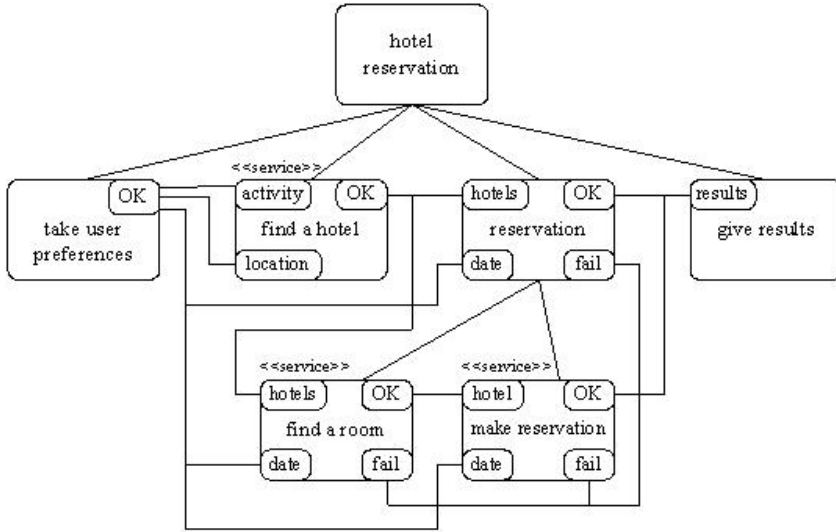 hotel
reservation
<<service>>
OK
activity
OK
hotels
OK
results
take user
preferences
find a hotel
reservation
give results
location
date
fail
<<service>>
<<service>>
hotels
OK
hotel
OK
find a room
make reservation
date
fail
date
fail